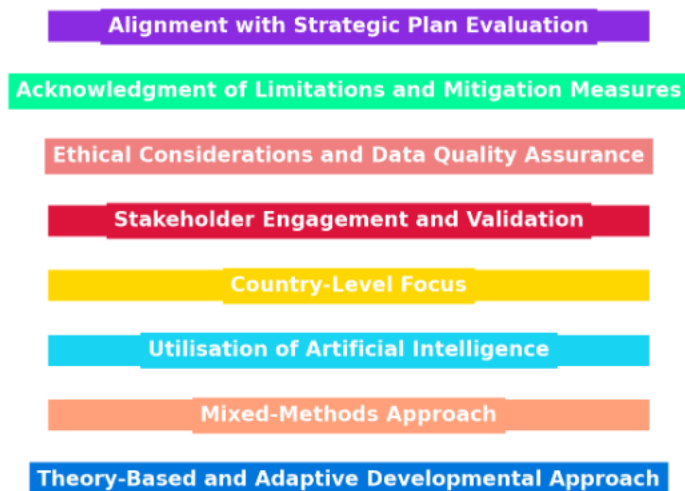 Alignment with Strategic Plan Evaluation
Acknowledgment of Limitations and Mitigation Measures
Ethical Considerations and Data Quality Assurance
Stakeholder Engagement and Validation
Country-Level Focus
Utilisation of Artificial Intelligence
Mixed-Methods Approach
Theory-Based and Adaptive Developmental Approach